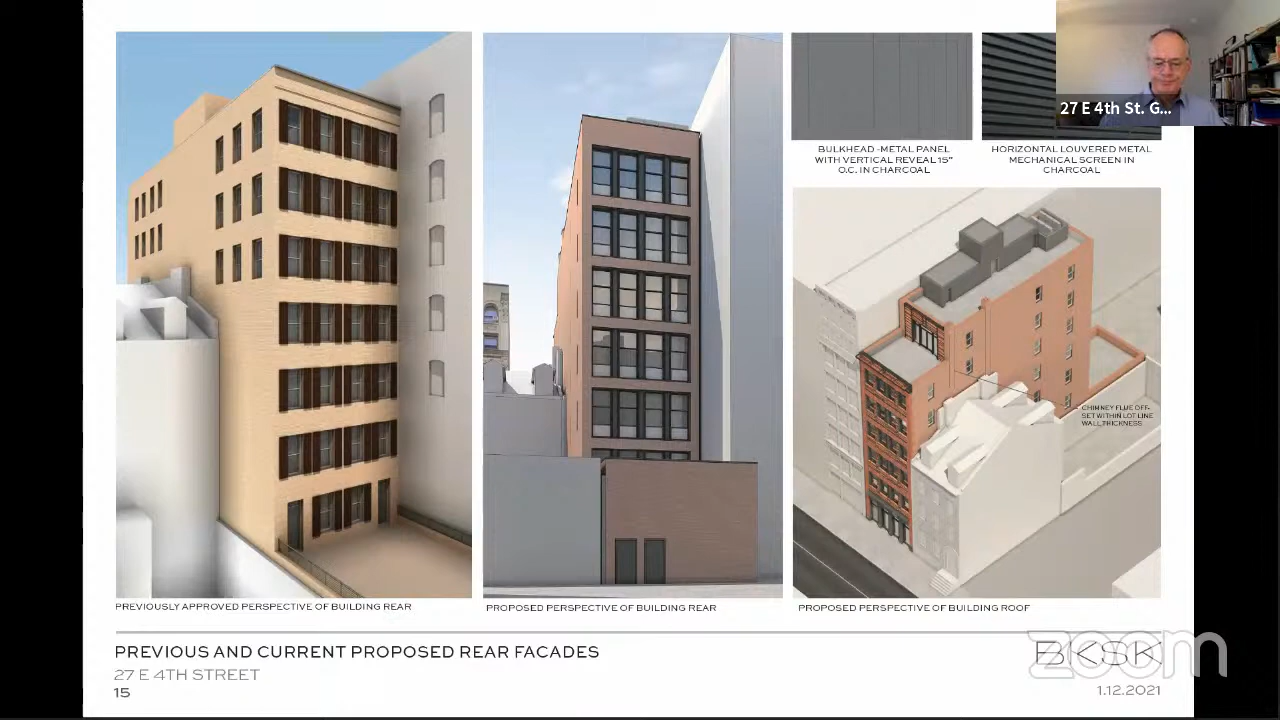 27 E 4th St. G...
BULKHEAD -METAL PANEL
WITH VERTICAL REVEAL 15"
O.C. IN CHARCOAL
HORIZONTAL LOUVERED METAL
MECHANICAL SCREEN IN
CHARCOAL
CHIMNEY FLUE OFF-
SET WITHIN LOT LINE
WALL THICKNESS
PREVIOUSLY APPROVED PERSPECTIVE OF BUILDING REAR
PROPOSED PERSPECTIVE OF BUILDING REAR
PROPOSED PERSPECTIVE OF BUILDING ROOF
PREVIOUS AND CURRENT PROPOSED REAR FACADES
27 E 4TH STREET
15
BKSK
zoom
1.12.2021